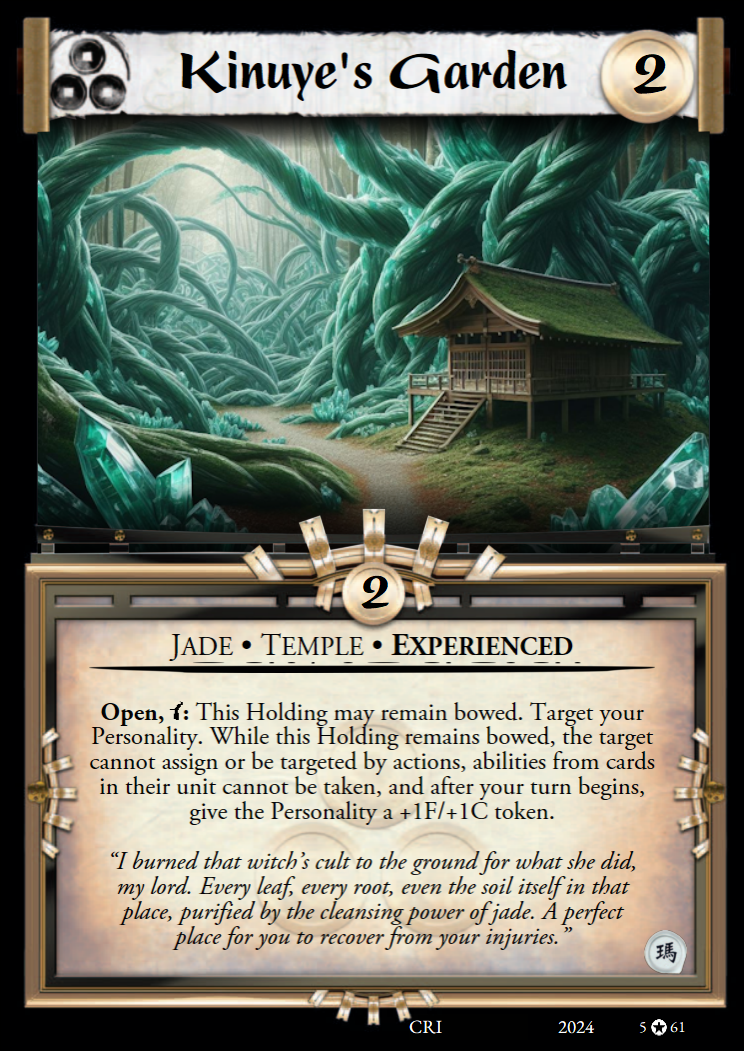 Kinuye's Garden
2
2
JADE • TEMPLE • EXPERIENCED
Open, : This Holding may remain bowed. Target your
Personality. While this Holding remains bowed, the target
cannot assign or be targeted by actions, abilities from cards
in their unit cannot be taken, and after your turn begins,
give the Personality a +1F/+1C token.
“I burned that witch’s cult to the ground for what she did,
my lord. Every leaf, every root, even the soil itself in that
place, purified by the cleansing power of jade. A perfect
place for you to recover from your injuries.”
瑪
CRI 2024 5 ✪ 61